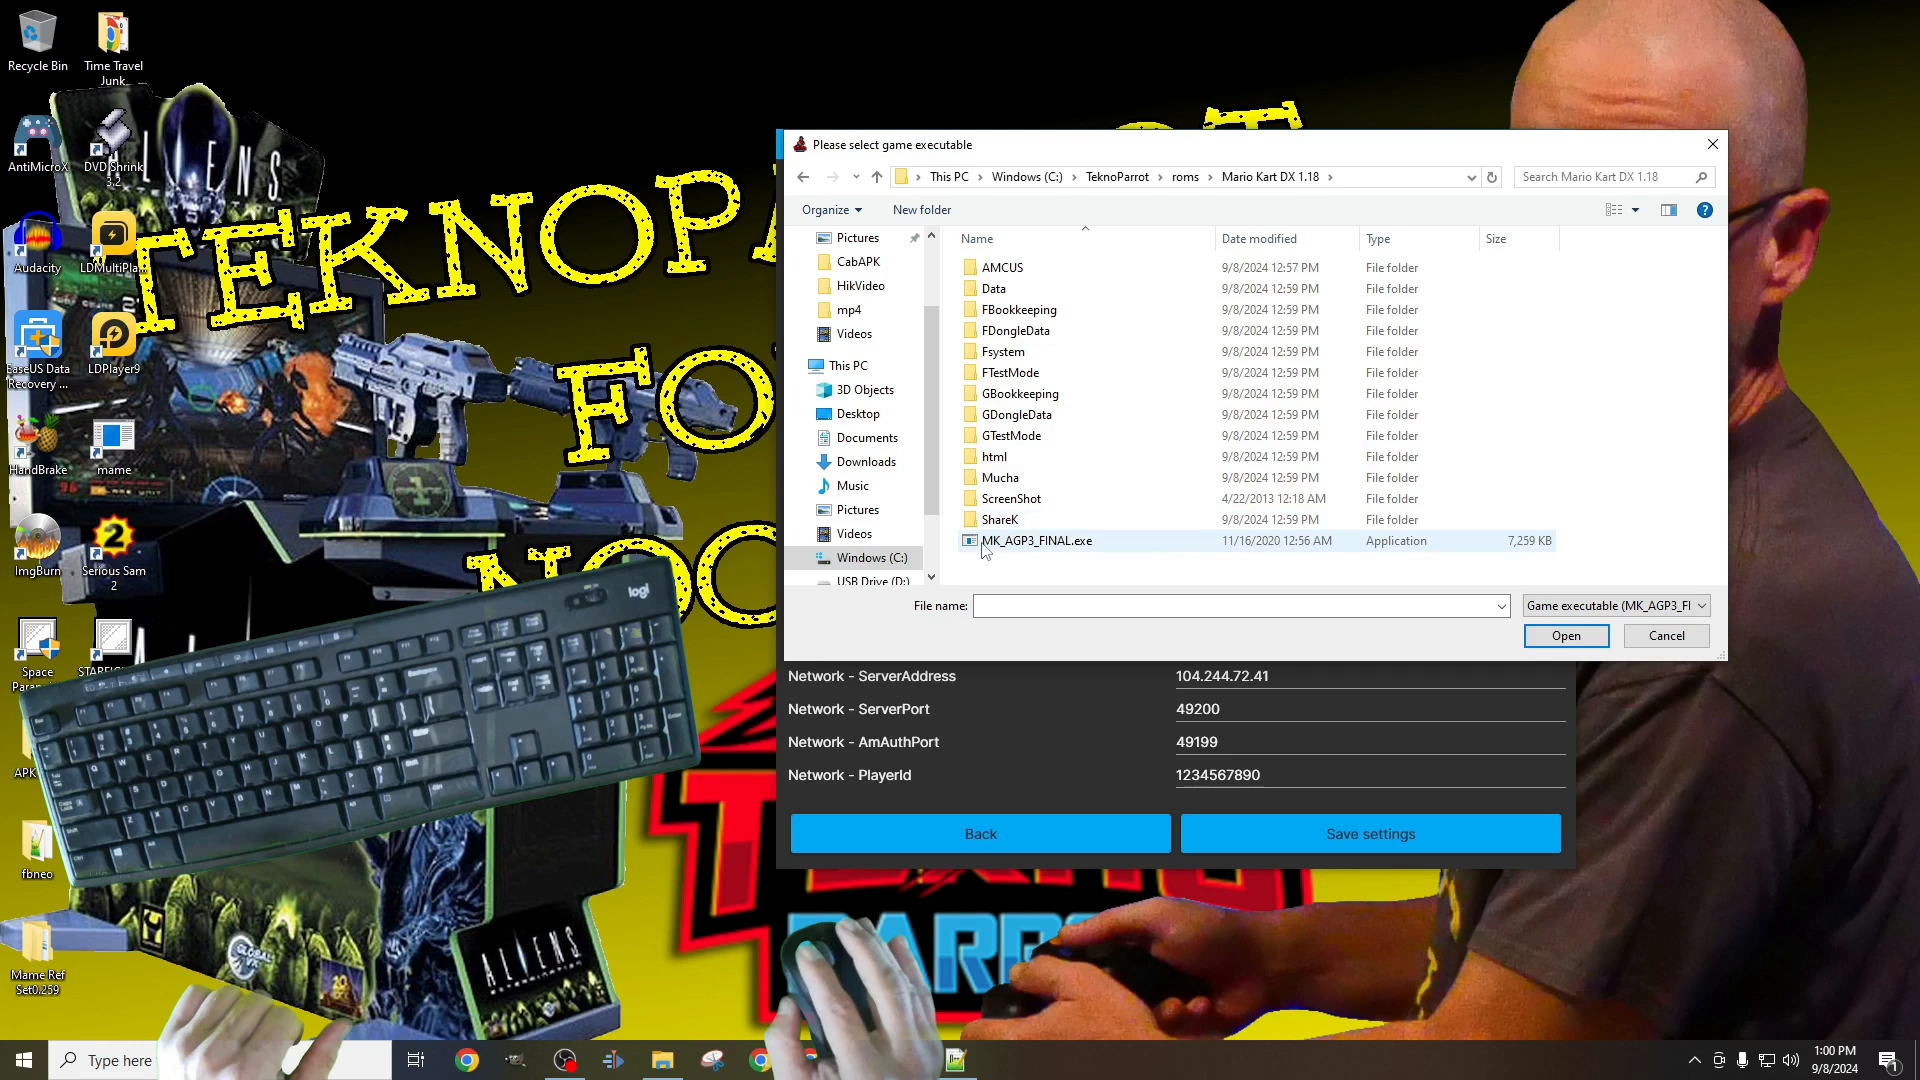 Recycle Bin
Time Travel
Junk
AntiMicroX
DVD Shrink
3.2
Audacity
LDMultiPla...
EaseUS Data
Recovery ...
LDPlayer9
HandBrake
mame
ImgBurn
Serious Sam
2
Space
APK
fbneo
Mame Ref
Set0.259
ALIENS
ALIENS
GLOBAL
VR
logi
Please select game executable
This PC
Windows (C:)
TeknoParrot
roms
Mario Kart DX 1.18
Search Mario Kart DX 1.18
Organize
New folder
Pictures
CabAPK
HikVideo
mp4
Videos
This PC
3D Objects
Desktop
Documents
Downloads
Music
Pictures
Videos
Windows (C:)
USB Drive (D:)
Name
Date modified
Type
Size
AMCUS 9/8/2024 12:57 PM File folder
Data 9/8/2024 12:59 PM File folder
FBookkeeping 9/8/2024 12:59 PM File folder
FDongleData 9/8/2024 12:59 PM File folder
Fsystem 9/8/2024 12:59 PM File folder
FTestMode 9/8/2024 12:59 PM File folder
GBookkeeping 9/8/2024 12:59 PM File folder
GDongleData 9/8/2024 12:59 PM File folder
GTestMode 9/8/2024 12:59 PM File folder
html 9/8/2024 12:59 PM File folder
Mucha 9/8/2024 12:59 PM File folder
ScreenShot 4/22/2013 12:18 AM File folder
ShareK 9/8/2024 12:59 PM File folder
MK_AGP3_FINAL.exe 11/16/2020 12:56 AM Application 7,259 KB
File name:
Game executable (MK_AGP3_FI
Open
Cancel
Network - ServerAddress 104.244.72.41
Network - ServerPort 49200
Network - AmAuthPort 49199
Network - PlayerId 1234567890
Back
Save settings
Type here
1:00 PM
9/8/2024
1